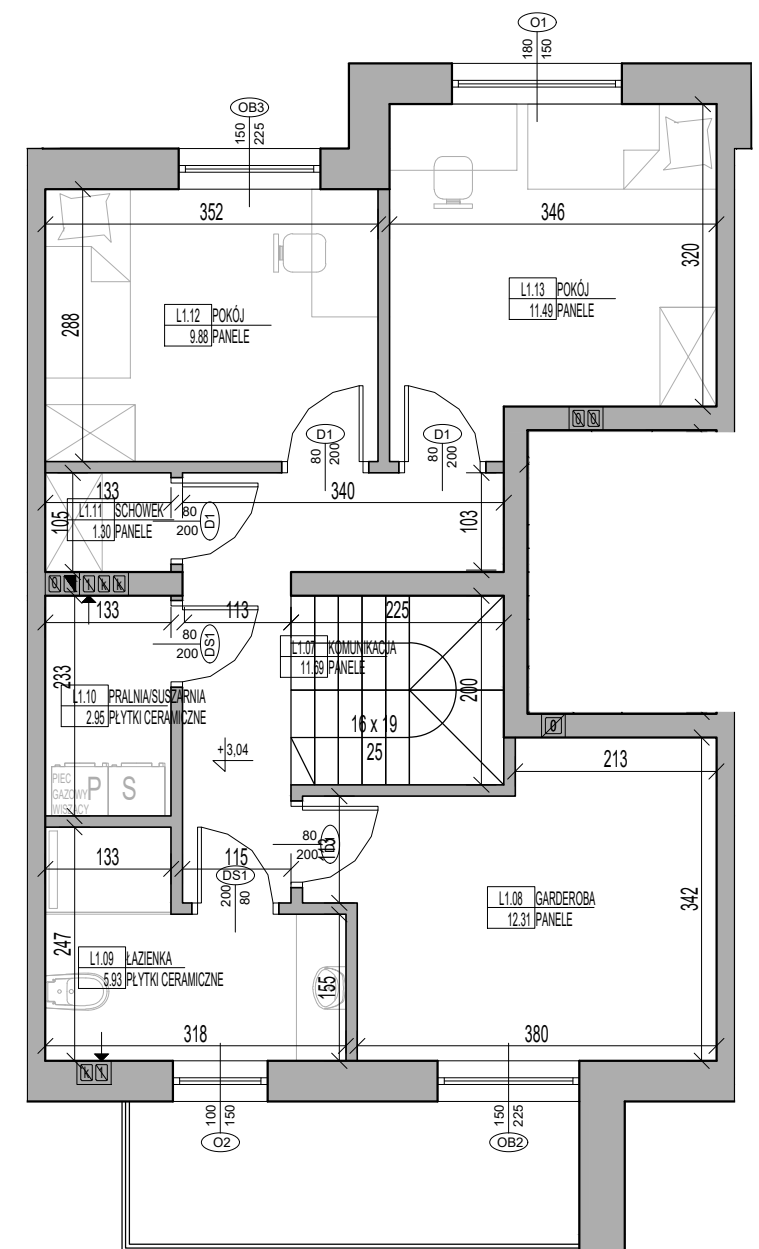 O1
180
150
OB3
150
225
352
346
320
288
L1.12 POKÓJ
9.88 PANELE
L1.13 POKÓJ
11.49 PANELE
D1
80
200
D1
80
200
133
340
105
L1.11 SCHOWEK
1.30 PANELE
80
200
D1
103
133
113
225
80
200
DS1
L1.07 KOMUNIKACJA
11.69 PANELE
233
L1.10 PRALNIA/SUSZARNIA
2.95 PŁYTKI CERAMICZNE
200
16 x 19
25
+3,04
213
PIEC
GAZOWY
WISZĄCY
P S
80
200
D1
113
133
115
DS1
200
80
342
L1.08 GARDEROBA
12.31 PANELE
247
L1.09 ŁAZIENKA
5.93 PŁYTKI CERAMICZNE
155
318
380
100
150
O2
150
225
OB2